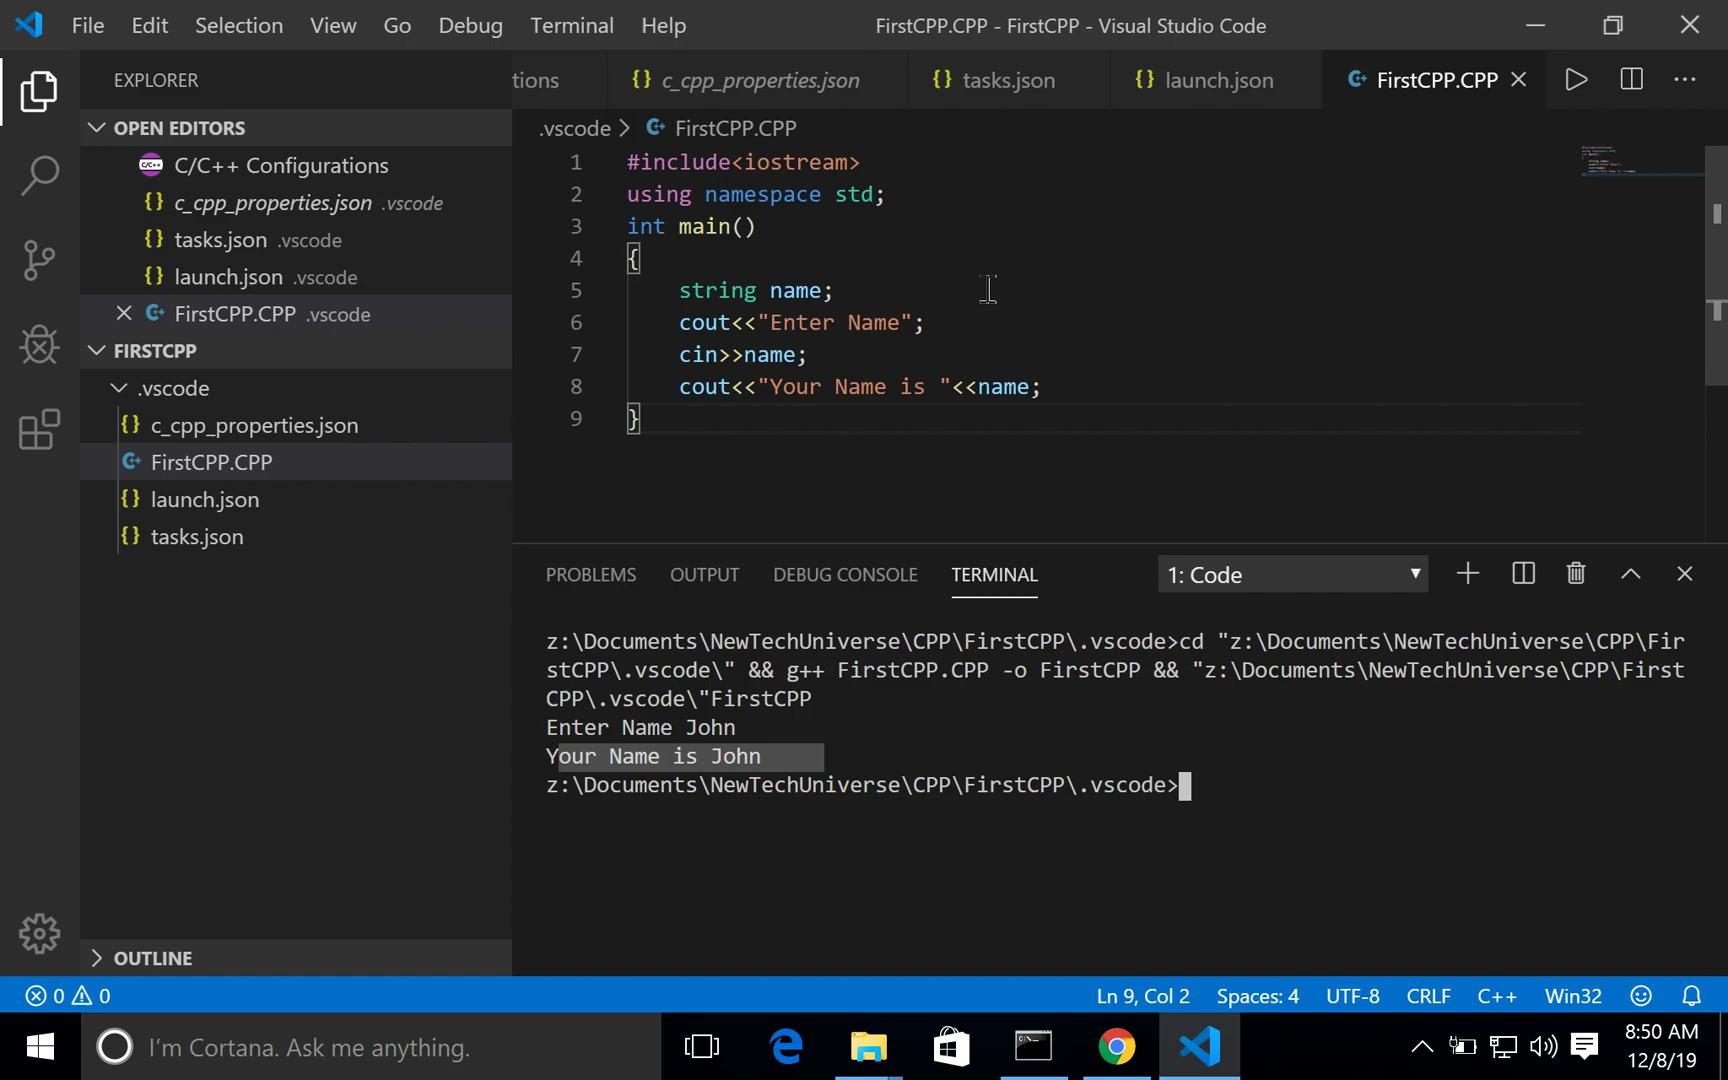 File Edit Selection View Go Debug Terminal Help FirstCPP.CPP - FirstCPP - Visual Studio Code
EXPLORER
tions {} c_cpp_properties.json {} tasks.json {} launch.json FirstCPP.CPP
OPEN EDITORS
C/C++ C/C++ Configurations
{} c_cpp_properties.json .vscode
{} tasks.json .vscode
{} launch.json .vscode
FirstCPP.CPP .vscode
FIRSTCPP
.vscode
{} c_cpp_properties.json
FirstCPP.CPP
{} launch.json
{} tasks.json
OUTLINE
.vscode > FirstCPP.CPP
1 #include<iostream>
2 using namespace std;
3 int main()
4 {
5 string name;
6 cout<<"Enter Name";
7 cin>>name;
8 cout<<"Your Name is "<<name;
9 }
PROBLEMS OUTPUT DEBUG CONSOLE TERMINAL 1: Code
z:\Documents\NewTechUniverse\CPP\FirstCPP\.vscode>cd "z:\Documents\NewTechUniverse\CPP\Fir
stCPP\.vscode\" && g++ FirstCPP.CPP -o FirstCPP && "z:\Documents\NewTechUniverse\CPP\First
CPP\.vscode\"FirstCPP
Enter Name John
Your Name is John
z:\Documents\NewTechUniverse\CPP\FirstCPP\.vscode>
0 0 Ln 9, Col 2 Spaces: 4 UTF-8 CRLF C++ Win32
I'm Cortana. Ask me anything.
8:50 AM
12/8/19